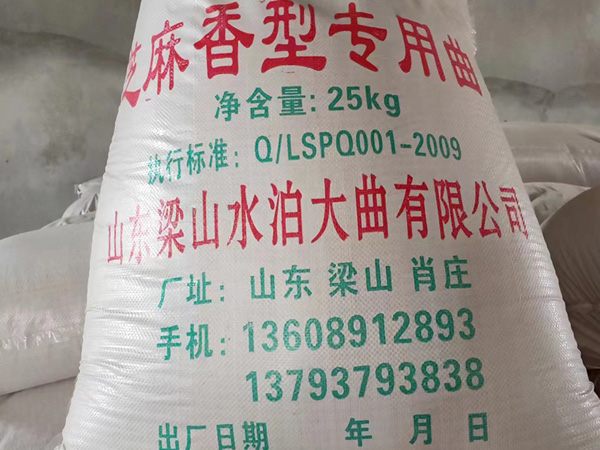 芝麻香型专用曲
净含量: 25kg
执行标准: Q/LSPQ001-2009
山东梁山水泊大曲有限公司
厂址: 山东 梁山 肖庄
手机: 13608912893
13793793838
出厂日期 年 月 日